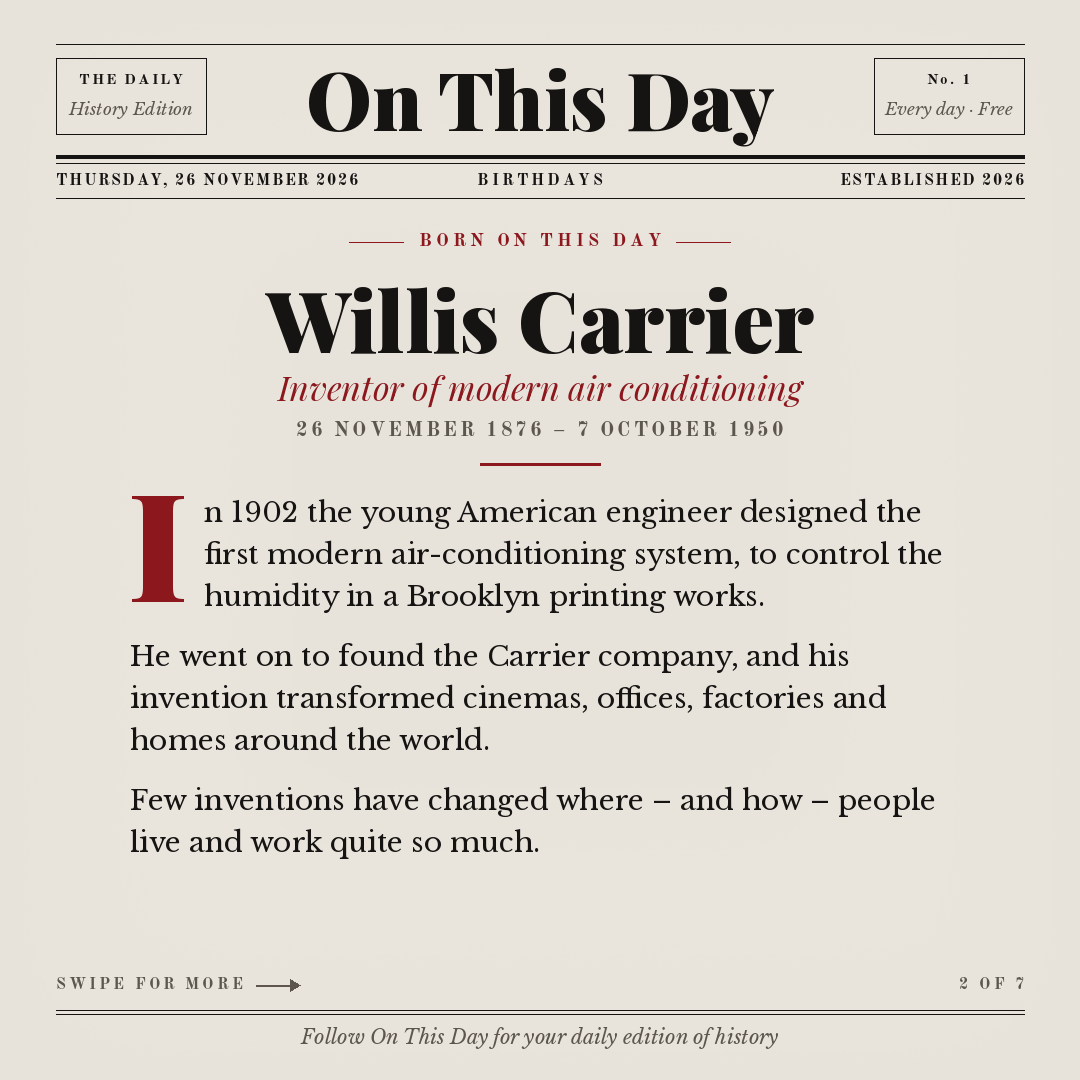 THE DAILY
History Edition
On This Day
No. 1
Every day · Free
THURSDAY, 26 NOVEMBER 2026
BIRTHDAYS
ESTABLISHED 2026
BORN ON THIS DAY
Willis Carrier
Inventor of modern air conditioning
26 NOVEMBER 1876 – 7 OCTOBER 1950
In 1902 the young American engineer designed the
first modern air-conditioning system, to control the
humidity in a Brooklyn printing works.
He went on to found the Carrier company, and his
invention transformed cinemas, offices, factories and
homes around the world.
Few inventions have changed where – and how – people
live and work quite so much.
SWIPE FOR MORE
2 OF 7
Follow On This Day for your daily edition of history